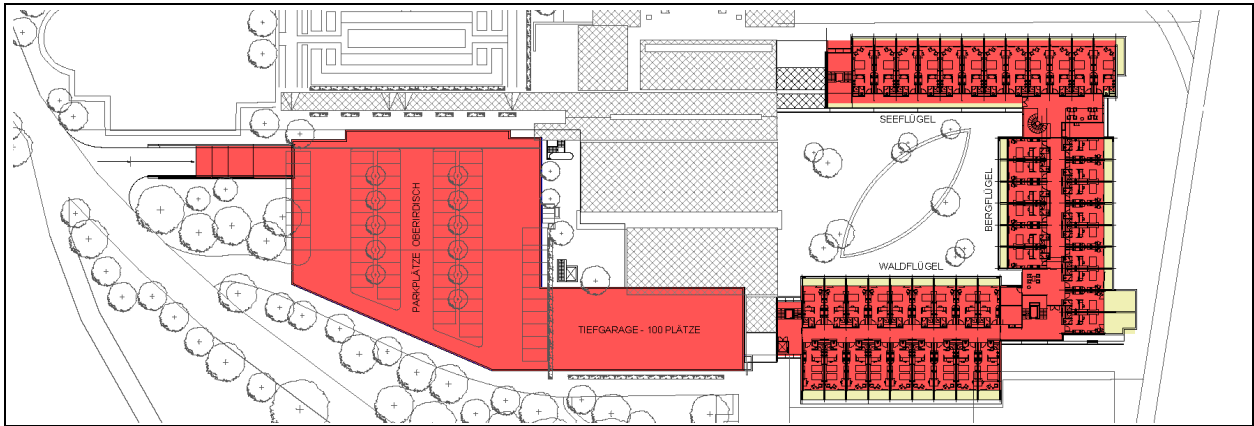 SEEFLÜGEL
BERGFLÜGEL
WALDFLÜGEL
PARKPLÄTZE OBERIRDISCH
TIEFGARAGE - 100 PLÄTZE